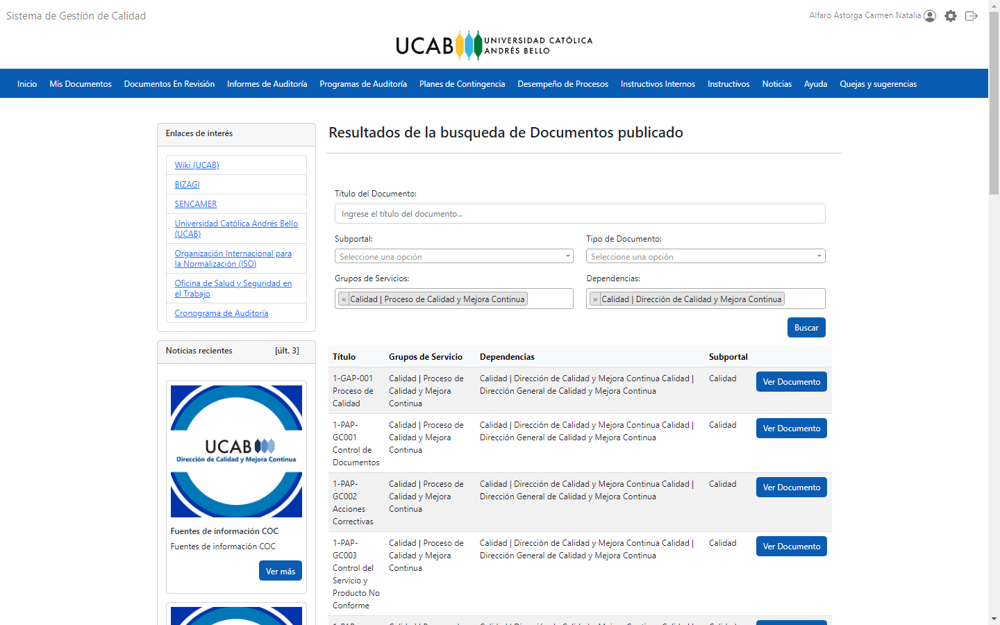 Sistema de Gestión de Calidad
Alfaro Astorga Carmen Natalia
UCAB UNIVERSIDAD CATÓLICA
ANDRÉS BELLO
Inicio Mis Documentos Documentos En Revisión Informes de Auditoría Programas de Auditoría Planes de Contingencia Desempeño de Procesos Instructivos Internos Instructivos Noticias Ayuda Quejas y sugerencias
Enlaces de interés
Wiki (UCAB)
BIZAGI
SENCAMER
Universidad Católica Andrés Bello
(UCAB)
Organización Internacional para
la Normalización (ISO)
Oficina de Salud y Seguridad en
el Trabajo
Cronograma de Auditoría
Noticias recientes [últ. 3]
UCAB
Dirección de Calidad y Mejora Continua
Fuentes de información COC
Fuentes de información COC
Ver más
Resultados de la busqueda de Documentos publicado
Título del Documento:
Ingrese el título del documento...
Subportal: Tipo de Documento:
Seleccione una opción Seleccione una opción
Grupos de Servicios: Dependencias:
× Calidad | Proceso de Calidad y Mejora Continua × Calidad | Dirección de Calidad y Mejora Continua
Buscar
Título Grupos de Servicio Dependencias Subportal
1-GAP-001 Calidad | Proceso de Calidad | Dirección de Calidad y Mejora Continua Calidad | Calidad Ver Documento
Proceso de Calidad y Mejora Dirección General de Calidad y Mejora Continua
Calidad Continua
1-PAP- Calidad | Proceso de Calidad | Dirección de Calidad y Mejora Continua Calidad | Calidad Ver Documento
GC001 Calidad y Mejora Dirección General de Calidad y Mejora Continua
Control de Continua
Documentos
1-PAP- Calidad | Proceso de Calidad | Dirección de Calidad y Mejora Continua Calidad | Calidad Ver Documento
GC002 Calidad y Mejora Dirección General de Calidad y Mejora Continua
Acciones Continua
Correctivas
1-PAP- Calidad | Proceso de Calidad | Dirección de Calidad y Mejora Continua Calidad | Calidad Ver Documento
GC003 Calidad y Mejora Dirección General de Calidad y Mejora Continua
Control del Continua
Servicio y
Producto No
Conforme